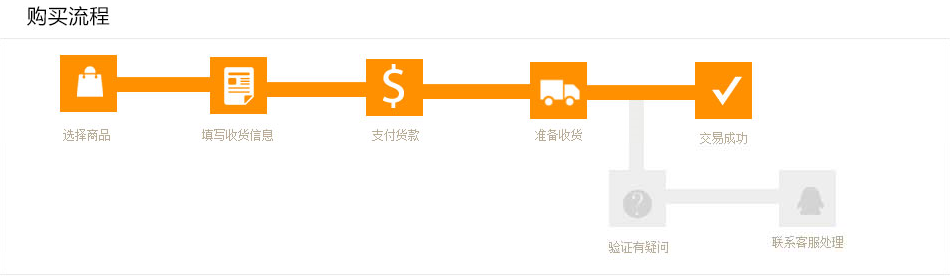 购买流程
$
选择商品
填写收货信息
支付货款
准备收货
交易成功
?
验证有疑问
联系客服处理